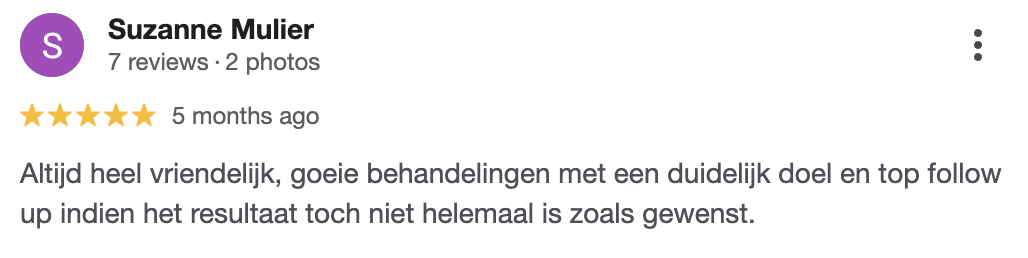 S
Suzanne Mulier
7 reviews · 2 photos
5 months ago
Altijd heel vriendelijk, goeie behandelingen met een duidelijk doel en top follow
up indien het resultaat toch niet helemaal is zoals gewenst.